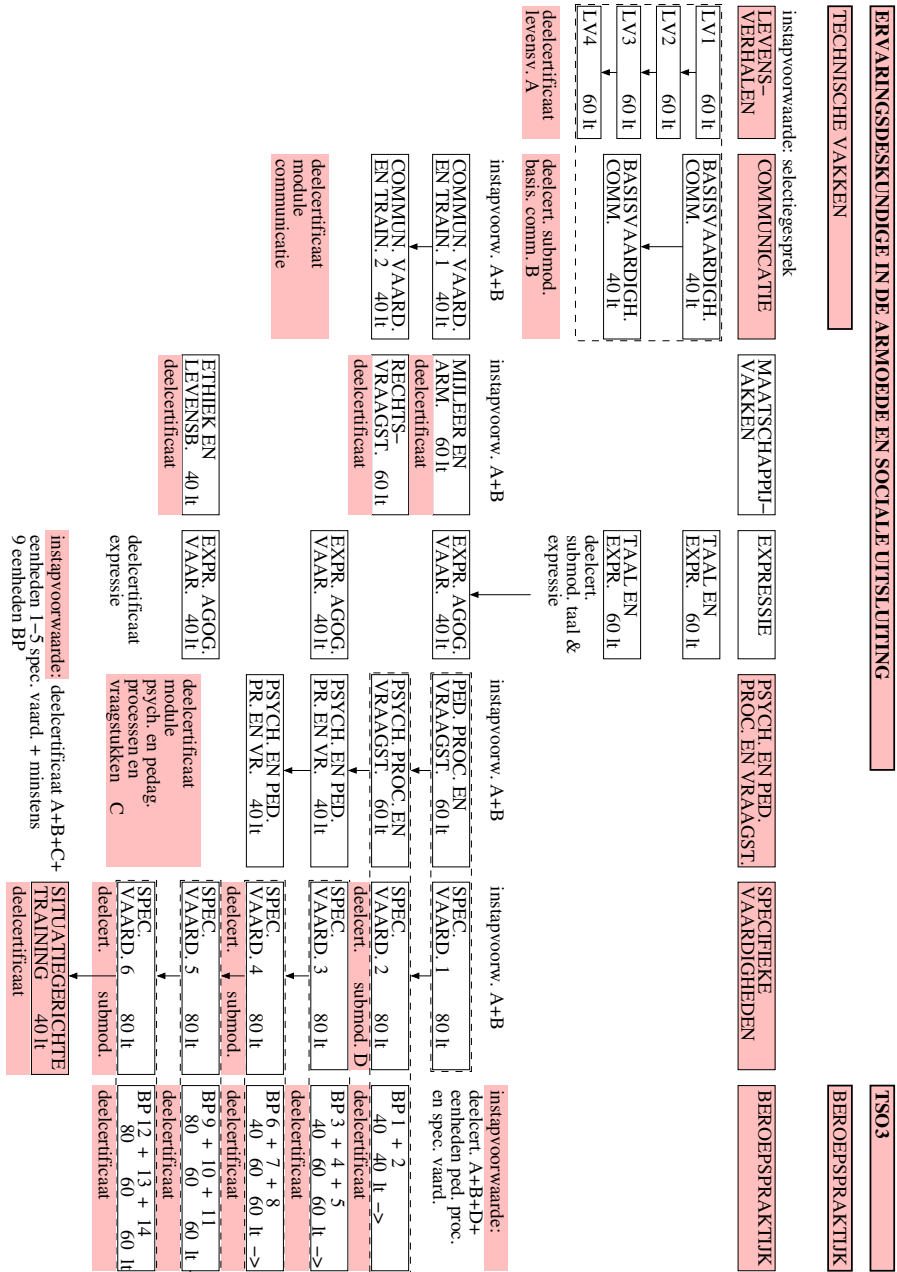 ERVARINGSDESKUNDIGE IN DE ARMOEDE EN SOCIALE UITSLUITING
TSO3
TECHNISCHE VAKKEN
BEROEPSPRAKTIJK
instapvoorwaarde: selectiegesprek
LEVENS–
VERHALEN
LV1 60 lt
LV2 60 lt
LV3 60 lt
LV4 60 lt
deelcertificaat
levensv. A
COMMUNICATIE
BASISVAARDIGH.
COMM. 40 lt
BASISVAARDIGH.
COMM. 40 lt
deelcert. submod.
basis. comm. B
instapvoorw. A+B
COMMUN. VAARD.
EN TRAIN. 1 40 lt
COMMUN. VAARD.
EN TRAIN. 2 40 lt
deelcertificaat
module
communicatie
MAATSCHAPPIJ–
VAKKEN
instapvoorw. A+B
MIJLEER EN
ARM. 60 lt
deelcertificaat
RECHTS–
VRAAGST. 60 lt
deelcertificaat
ETHIEK EN
LEVENSB. 40 lt
deelcertificaat
EXPRESSIE
TAAL EN
EXPR. 60 lt
TAAL EN
EXPR. 60 lt
deelcert.
submod. taal &
expressie
EXPR. AGOG.
VAAR. 40 lt
EXPR. AGOG.
VAAR. 40 lt
EXPR. AGOG.
VAAR. 40 lt
deelcertificaat
expressie
PSYCH. EN PED.
PROC. EN VRAAGST.
instapvoorw. A+B
PED. PROC. EN
VRAAGST. 60 lt
PSYCH. PROC. EN
VRAAGST. 60 lt
PSYCH. EN PED.
PR. EN VR. 40 lt
PSYCH. EN PED.
PR. EN VR. 40 lt
deelcertificaat
module
psych. en pedag.
processen en
vraagstukken C
instapvoorwaarde: deelcertificaat A+B+C+
eenheden 1–5 spec. vaard. + minstens
9 eenheden BP
SPECIFIEKE
VAARDIGHEDEN
instapvoorw. A+B
SPEC.
VAARD. 1 80 lt
SPEC.
VAARD. 2 80 lt
deelcert. submod. D
SPEC.
VAARD. 3 80 lt
SPEC.
VAARD. 4 80 lt
deelcert. submod.
SPEC.
VAARD. 5 80 lt
SPEC.
VAARD. 6 80 lt
deelcert. submod.
SITUATIEGERICHTE
TRAINING 40 lt
deelcertificaat
BEROEPSPRAKTIJK
instapvoorwaarde:
deelcert. A+B+D+
eenheden ped. proc.
en spec. vaard.
BP 1 + 2
40 40 lt –>
deelcertificaat
BP 3 + 4 + 5
40 60 60 lt –>
deelcertificaat
BP 6 + 7 + 8
40 60 60 lt –>
deelcertificaat
BP 9 + 10 + 11
80 60 60 lt
deelcertificaat
BP 12 + 13 + 14
80 60 60 lt
deelcertificaat